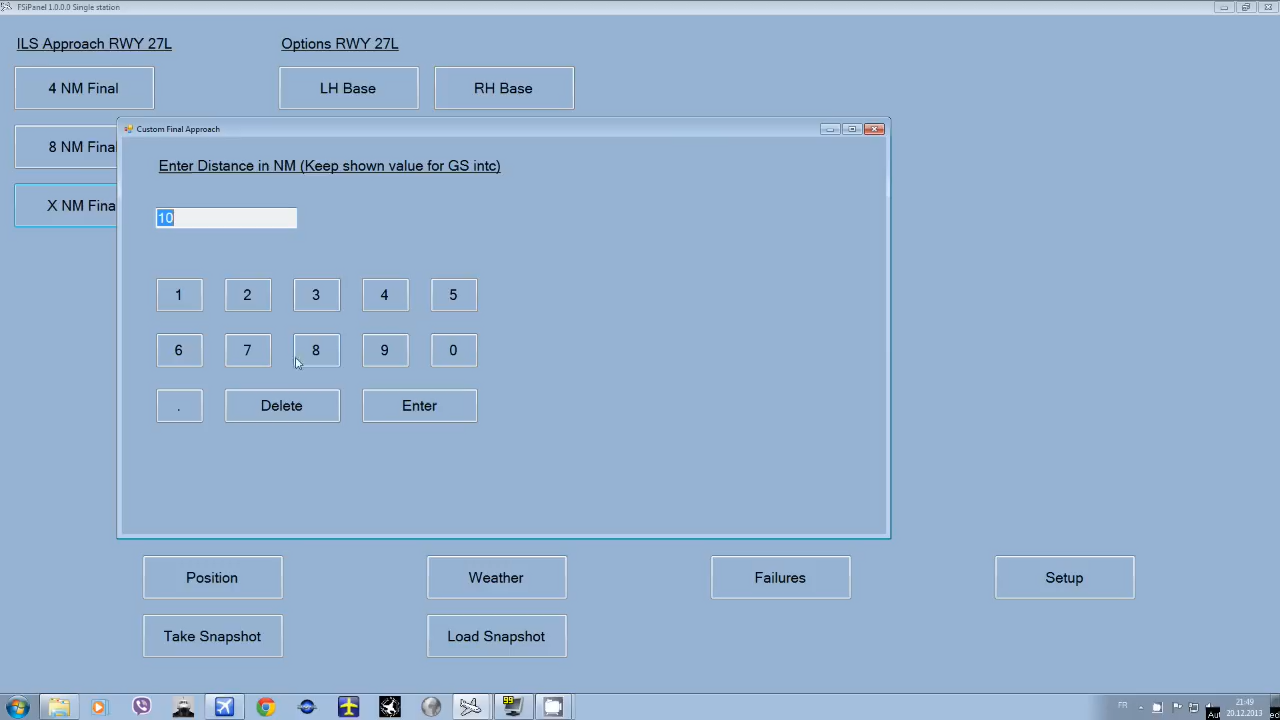 FSiPanel 1.0.0.0 Single station
ILS Approach RWY 27L
Options RWY 27L
4 NM Final
LH Base
RH Base
Custom Final Approach
8 NM Fina
Enter Distance in NM (Keep shown value for GS intc)
X NM Fina
10
1 2 3 4 5
6 7 8 9 0
. Delete Enter
Position
Weather
Failures
Setup
Take Snapshot
Load Snapshot
FR
21:49
20.12.2013